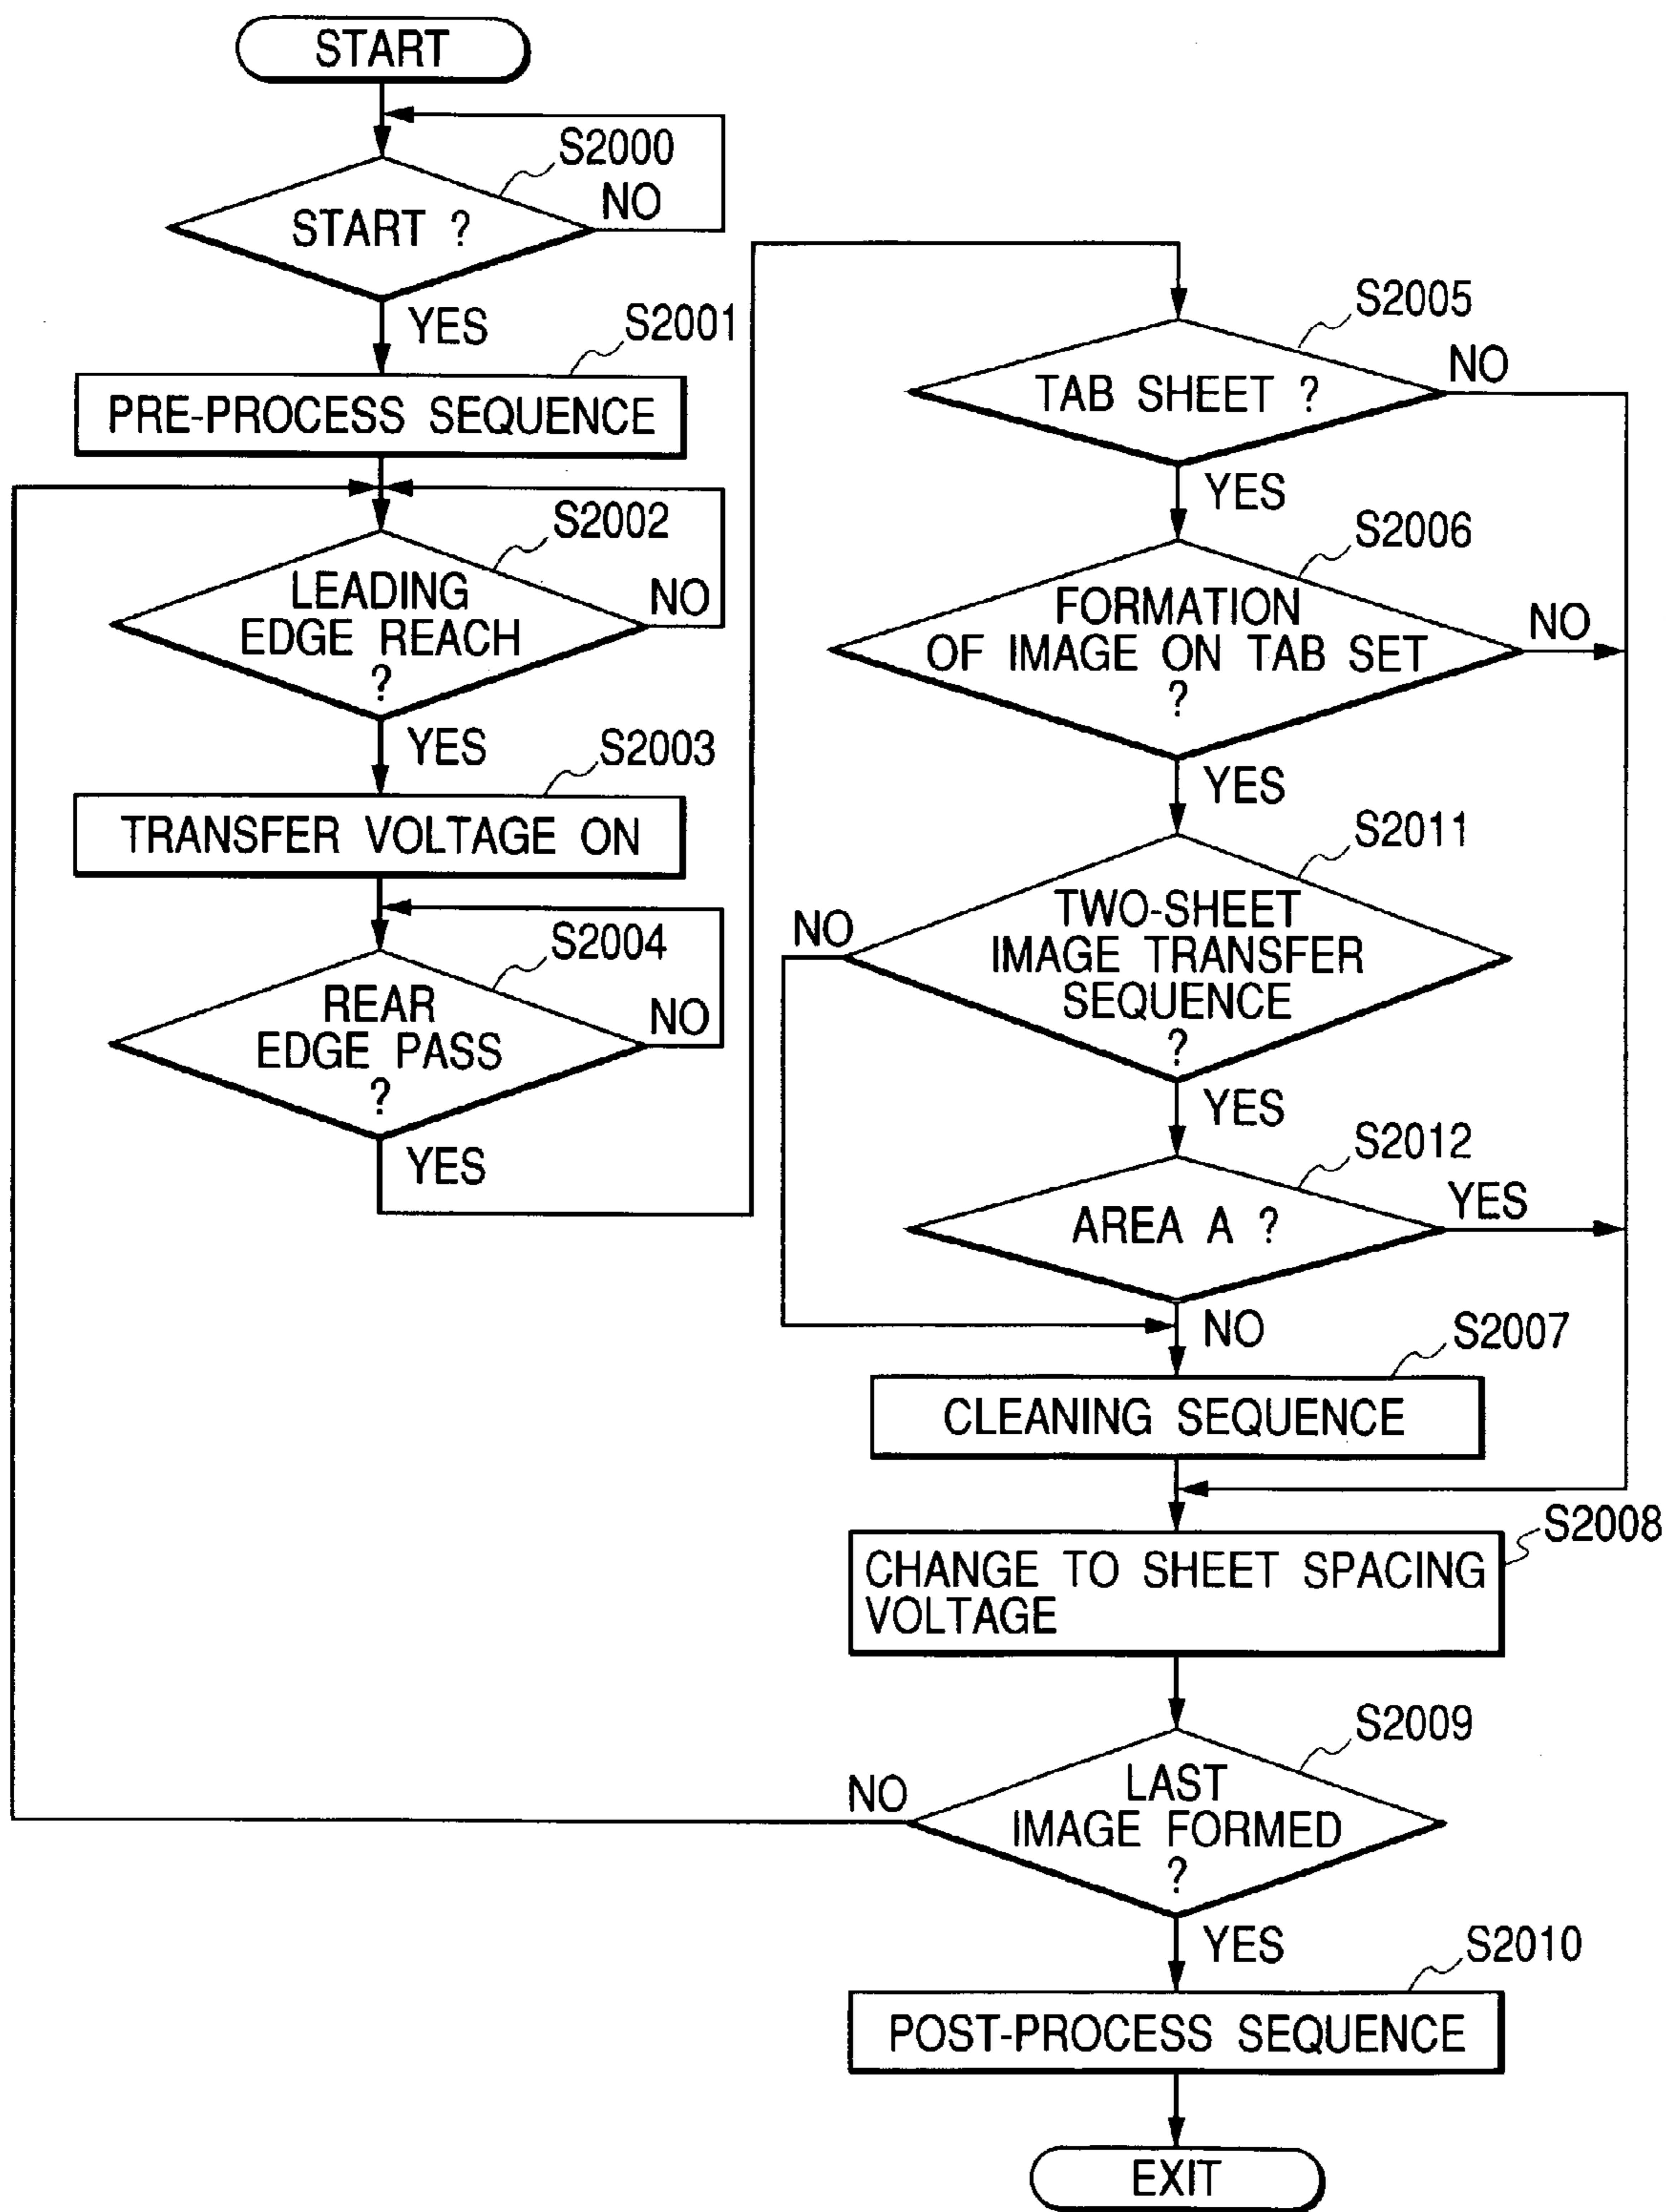 START
S2000
START ?
NO
YES
S2001
PRE-PROCESS SEQUENCE
S2002
LEADING
EDGE REACH
?
NO
YES
S2003
TRANSFER VOLTAGE ON
S2004
REAR
EDGE PASS
?
NO
YES
S2005
TAB SHEET ?
NO
YES
S2006
FORMATION
OF IMAGE ON TAB SET
?
NO
YES
S2011
TWO-SHEET
IMAGE TRANSFER
SEQUENCE
?
NO
YES
S2012
AREA A ?
YES
NO
S2007
CLEANING SEQUENCE
S2008
CHANGE TO SHEET SPACING
VOLTAGE
S2009
LAST
IMAGE FORMED
?
NO
YES
S2010
POST-PROCESS SEQUENCE
EXIT